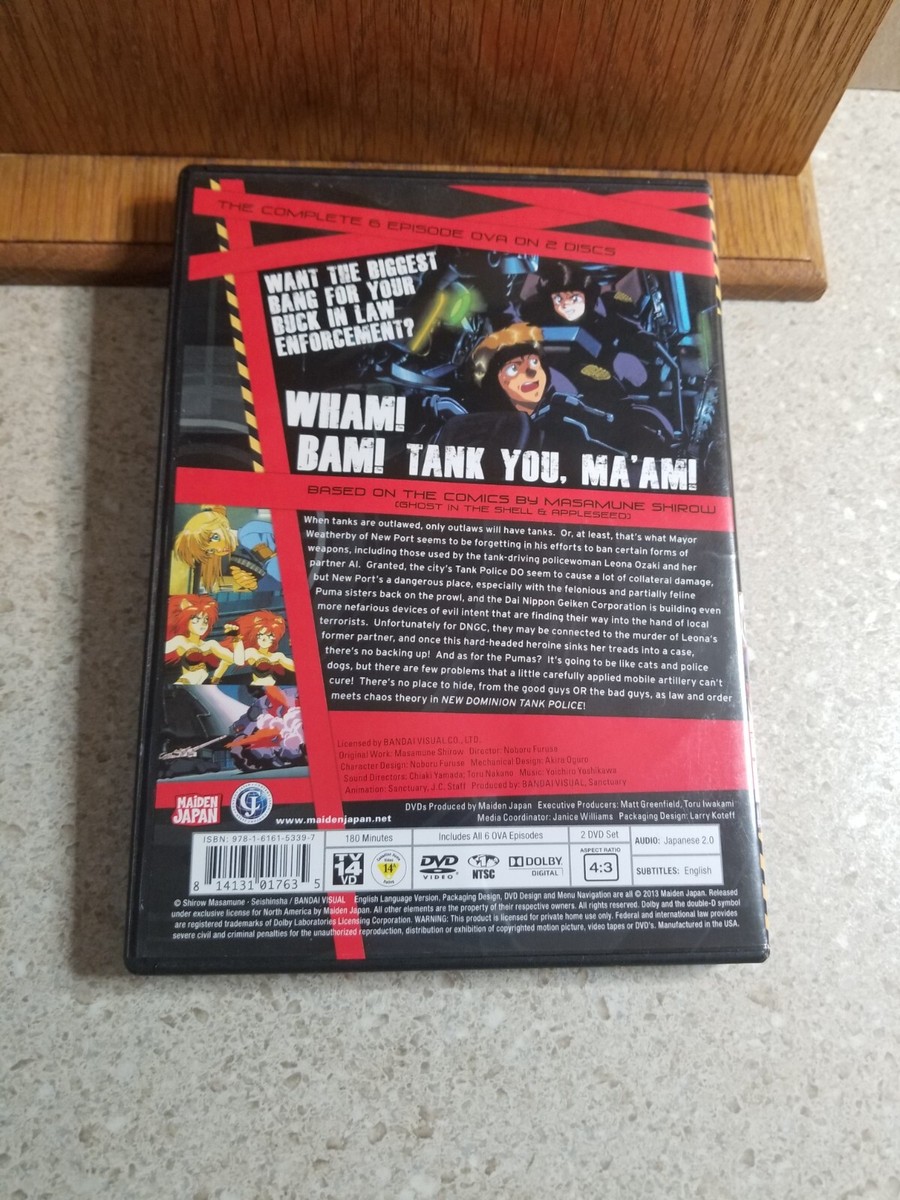 THE COMPLETE 6 EPISODE OVA ON 2 DISCS
WANT THE BIGGEST
BANG FOR YOUR
BUCK IN LAW
ENFORCEMENT?
WHAM!
BAM! TANK YOU, MA'AM!
BASED ON THE COMICS BY MASAMUNE SHIROW
(GHOST IN THE SHELL & APPLESEED)
When tanks are outlawed, only outlaws will have tanks. Or, at least, that's what Mayor
Weatherby of New Port seems to be forgetting in his efforts to ban certain forms of
weapons, including those used by the tank-driving policewoman Leona Ozaki and her
partner Al. Granted, the city's Tank Police DO seem to cause a lot of collateral damage,
but New Port's a dangerous place, especially with the felonious and partially feline
Puma sisters back on the prowl, and the Dai Nippon Geiken Corporation is building even
more nefarious devices of evil intent that are finding their way into the hand of local
terrorists. Unfortunately for DNGC, they may be connected to the murder of Leona's
former partner, and once this hard-headed heroine sinks her treads into a case,
there's no backing up! And as for the Pumas? It's going to be like cats and police
dogs, but there are few problems that a little carefully applied mobile artillery can't
cure! There's no place to hide, from the good guys OR the bad guys, as law and order
meets chaos theory in NEW DOMINION TANK POLICE!
Licensed by BANDAI VISUAL CO., LTD.
Original Work: Masamune Shirow Director: Noboru Furuse
Character Design: Noboru Furuse Mechanical Design: Akira Ogure
Sound Directors: Chiaki Yamada, Toru Nakano Music: Yoichiro Yoshikawa
Animation: Sanctuary, J.C. Staff Produced by: BANDAI VISUAL, Sanctuary
MAIDEN
JAPAN
www.maidenjapan.net
DVDs Produced by Maiden Japan Executive Producers: Matt Greenfield, Toru Iwakami
Media Coordinator: Janice Williams Packaging Design: Larry Koteff
ISBN: 978-1-6161-5339-7
8 14131 01763 5
180 Minutes
Includes All 6 OVA Episodes
2 DVD Set
AUDIO: Japanese 2.0
TV
14
VD
14
DVD
VIDEO
1
NTSC
DOLBY
DIGITAL
ASPECT RATIO
4:3
SUBTITLES: English
© Shirow Masamune · Seishinsha / BANDAI VISUAL English Language Version, Packaging Design, DVD Design and Menu Navigation are all © 2013 Maiden Japan. Released
under exclusive license for North America by Maiden Japan. All other elements are the property of their respective owners. All rights reserved. Dolby and the double-D symbol
are registered trademarks of Dolby Laboratories Licensing Corporation. WARNING: This product is licensed for private home use only. Federal and international law provides
severe civil and criminal penalties for the unauthorized reproduction, distribution or exhibition of copyrighted motion picture, video tapes or DVD's. Manufactured in the USA.